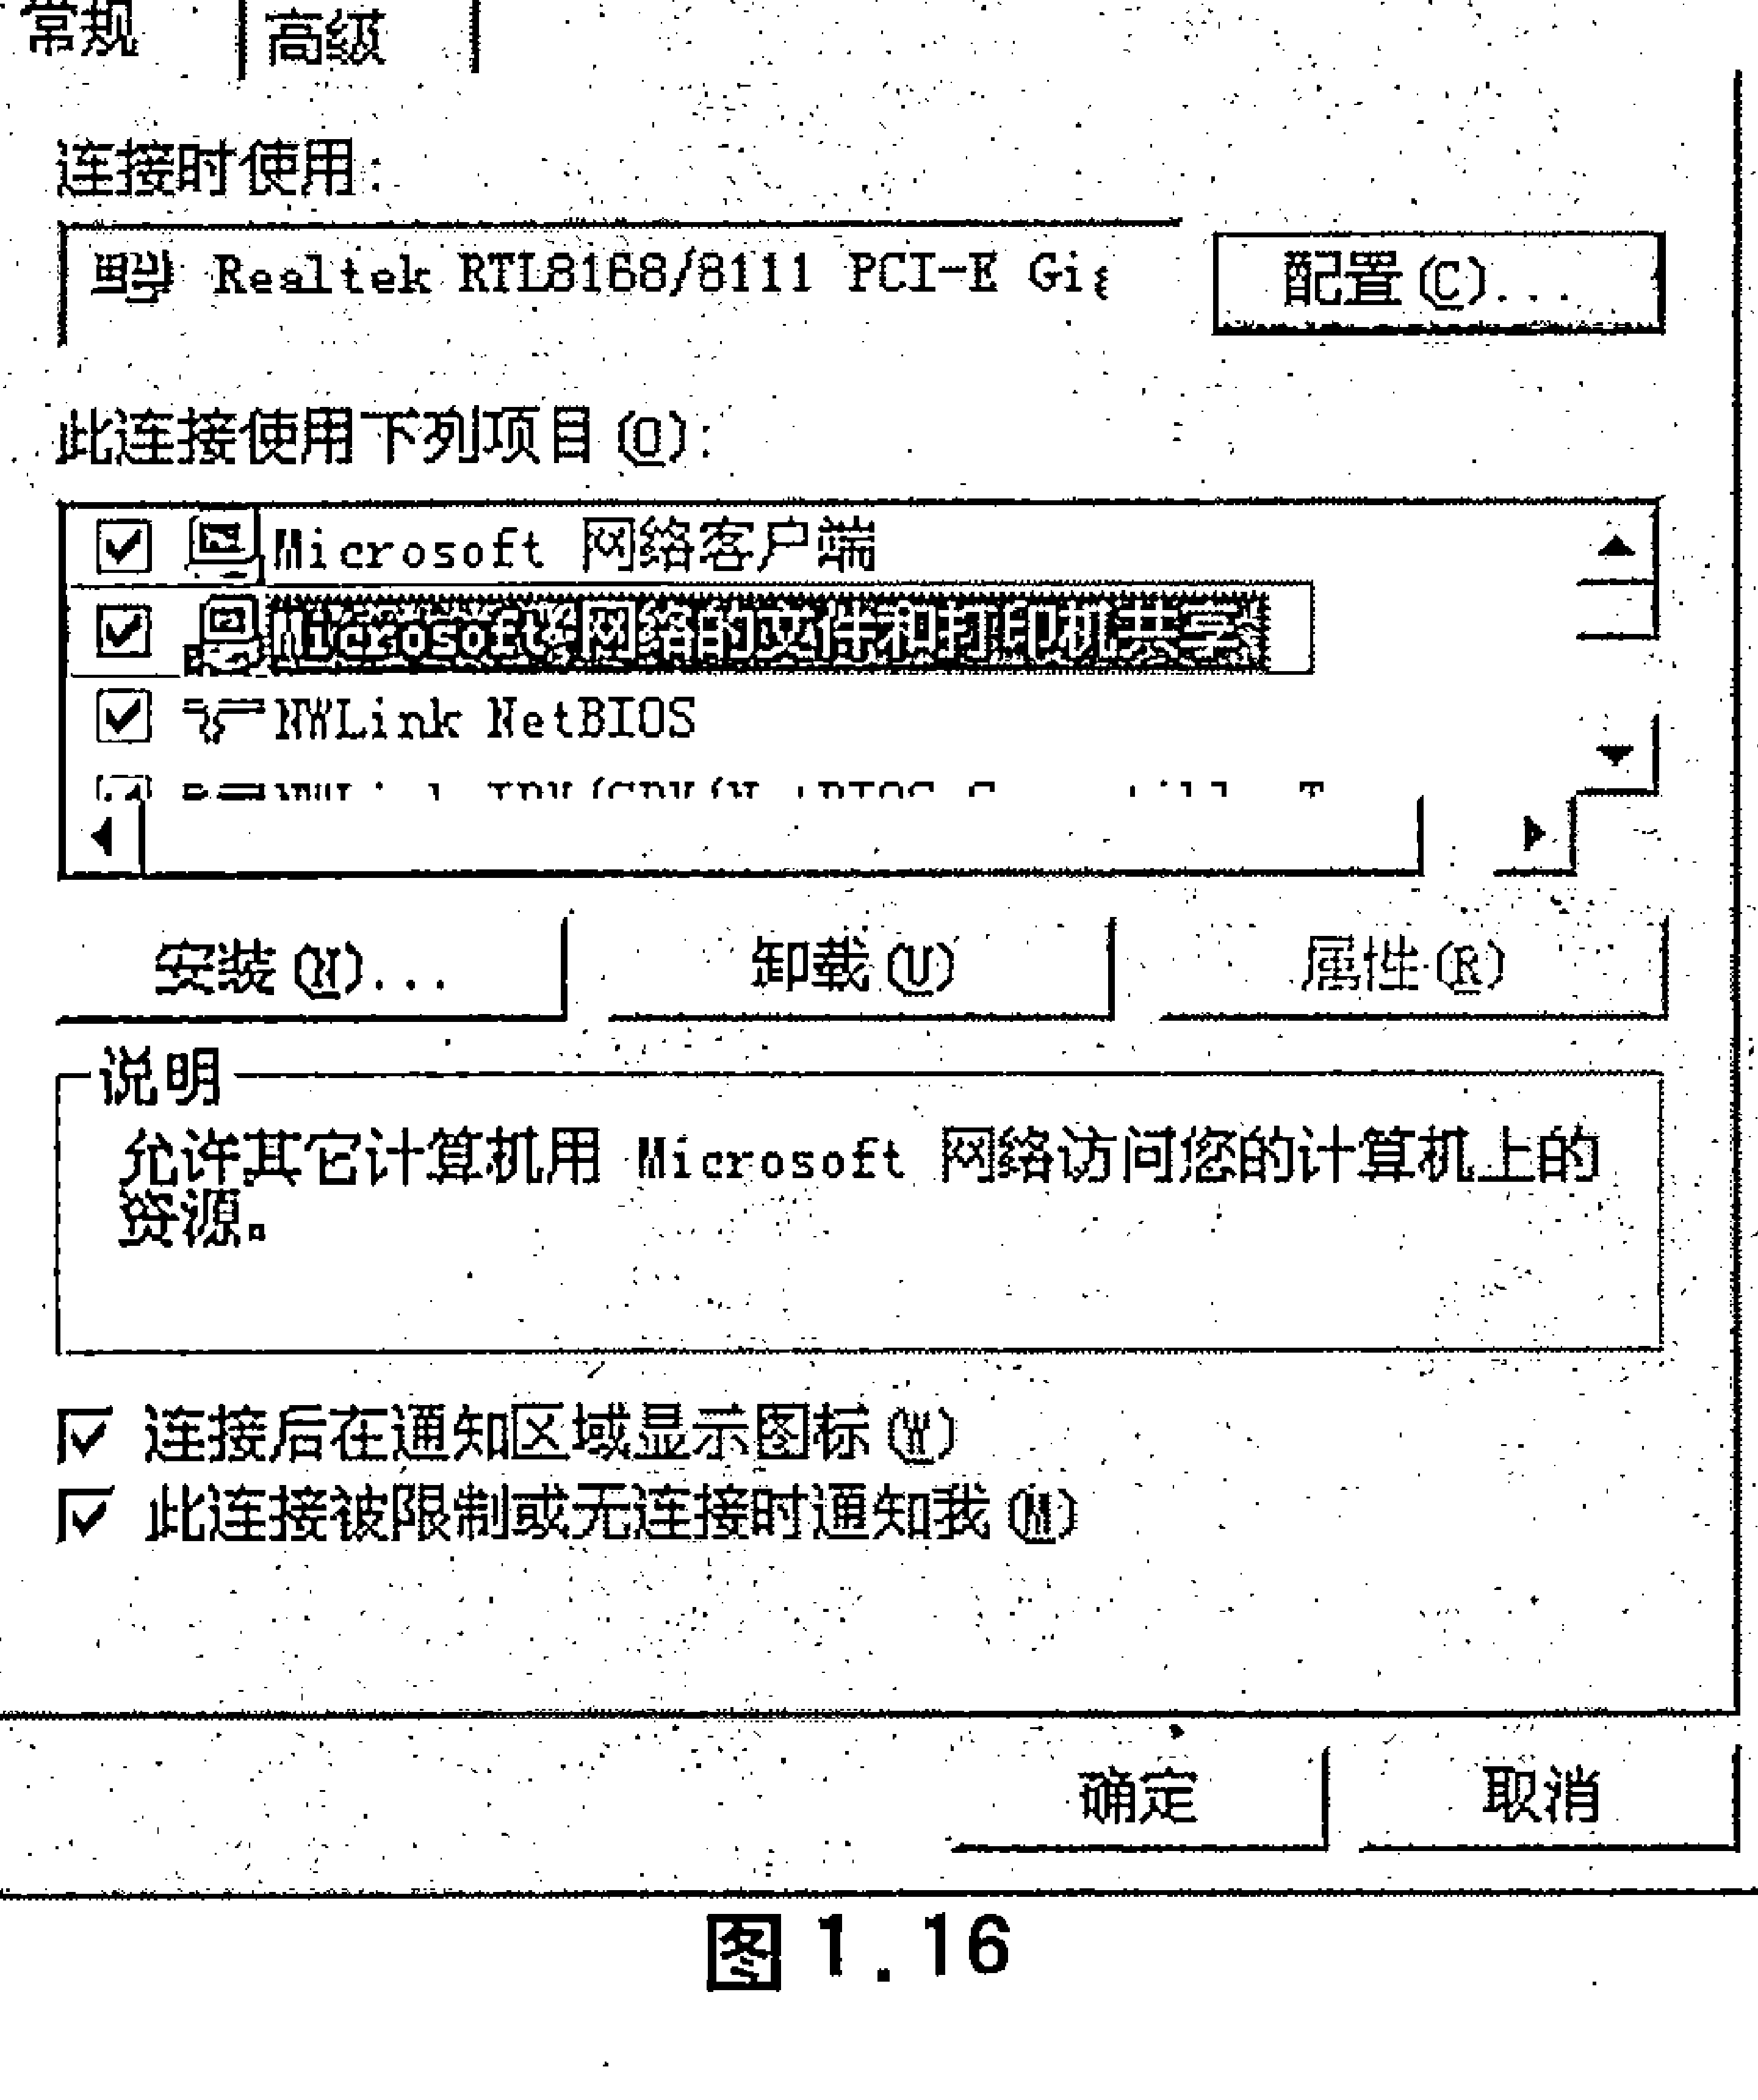 常规 高级
连接时使用:
Realtek RTL8168/8111 PCI-E Gi
配置(C)...
此连接使用下列项目(O):
Microsoft 网络客户端
Microsoft 网络的文件和打印机共享
NWLink NetBIOS
安装(N)... 卸载(U) 属性(R)
说明
允许其它计算机用 Microsoft 网络访问您的计算机上的
资源。
连接后在通知区域显示图标(W)
此连接被限制或无连接时通知我(M)
确定 取消
图 1.16